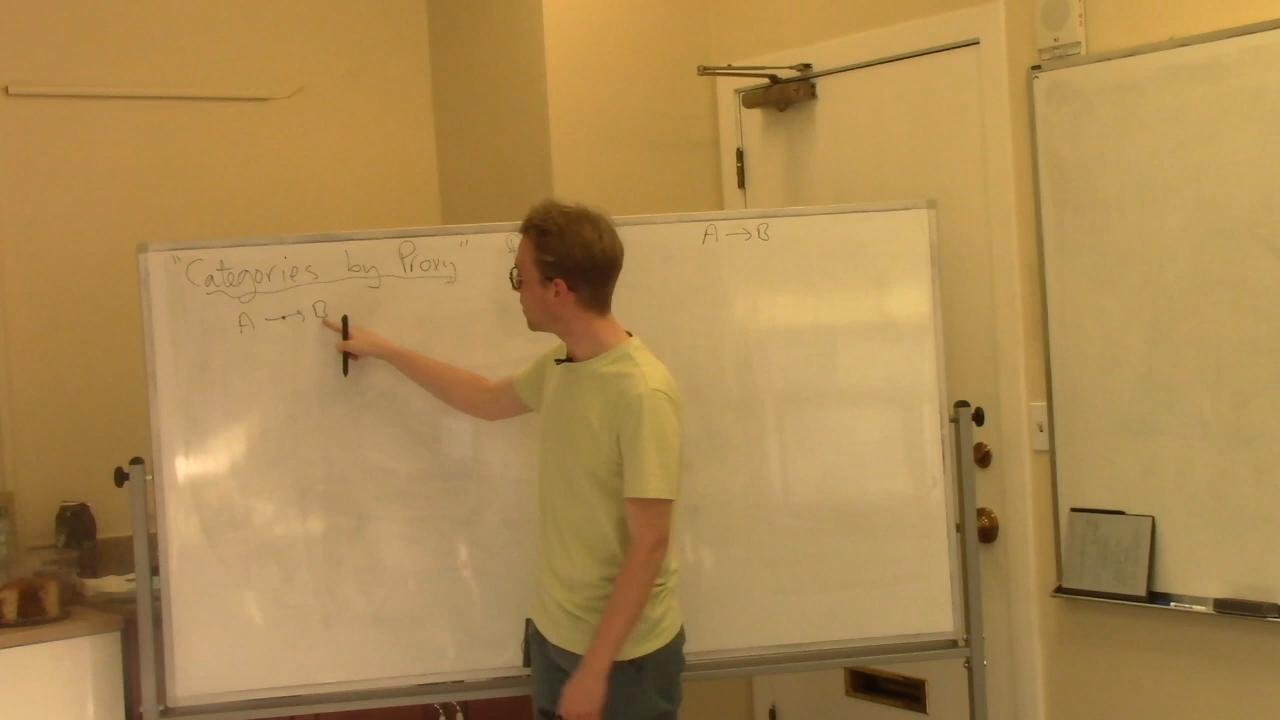 "Categories by Proxy"
A → B
A → B